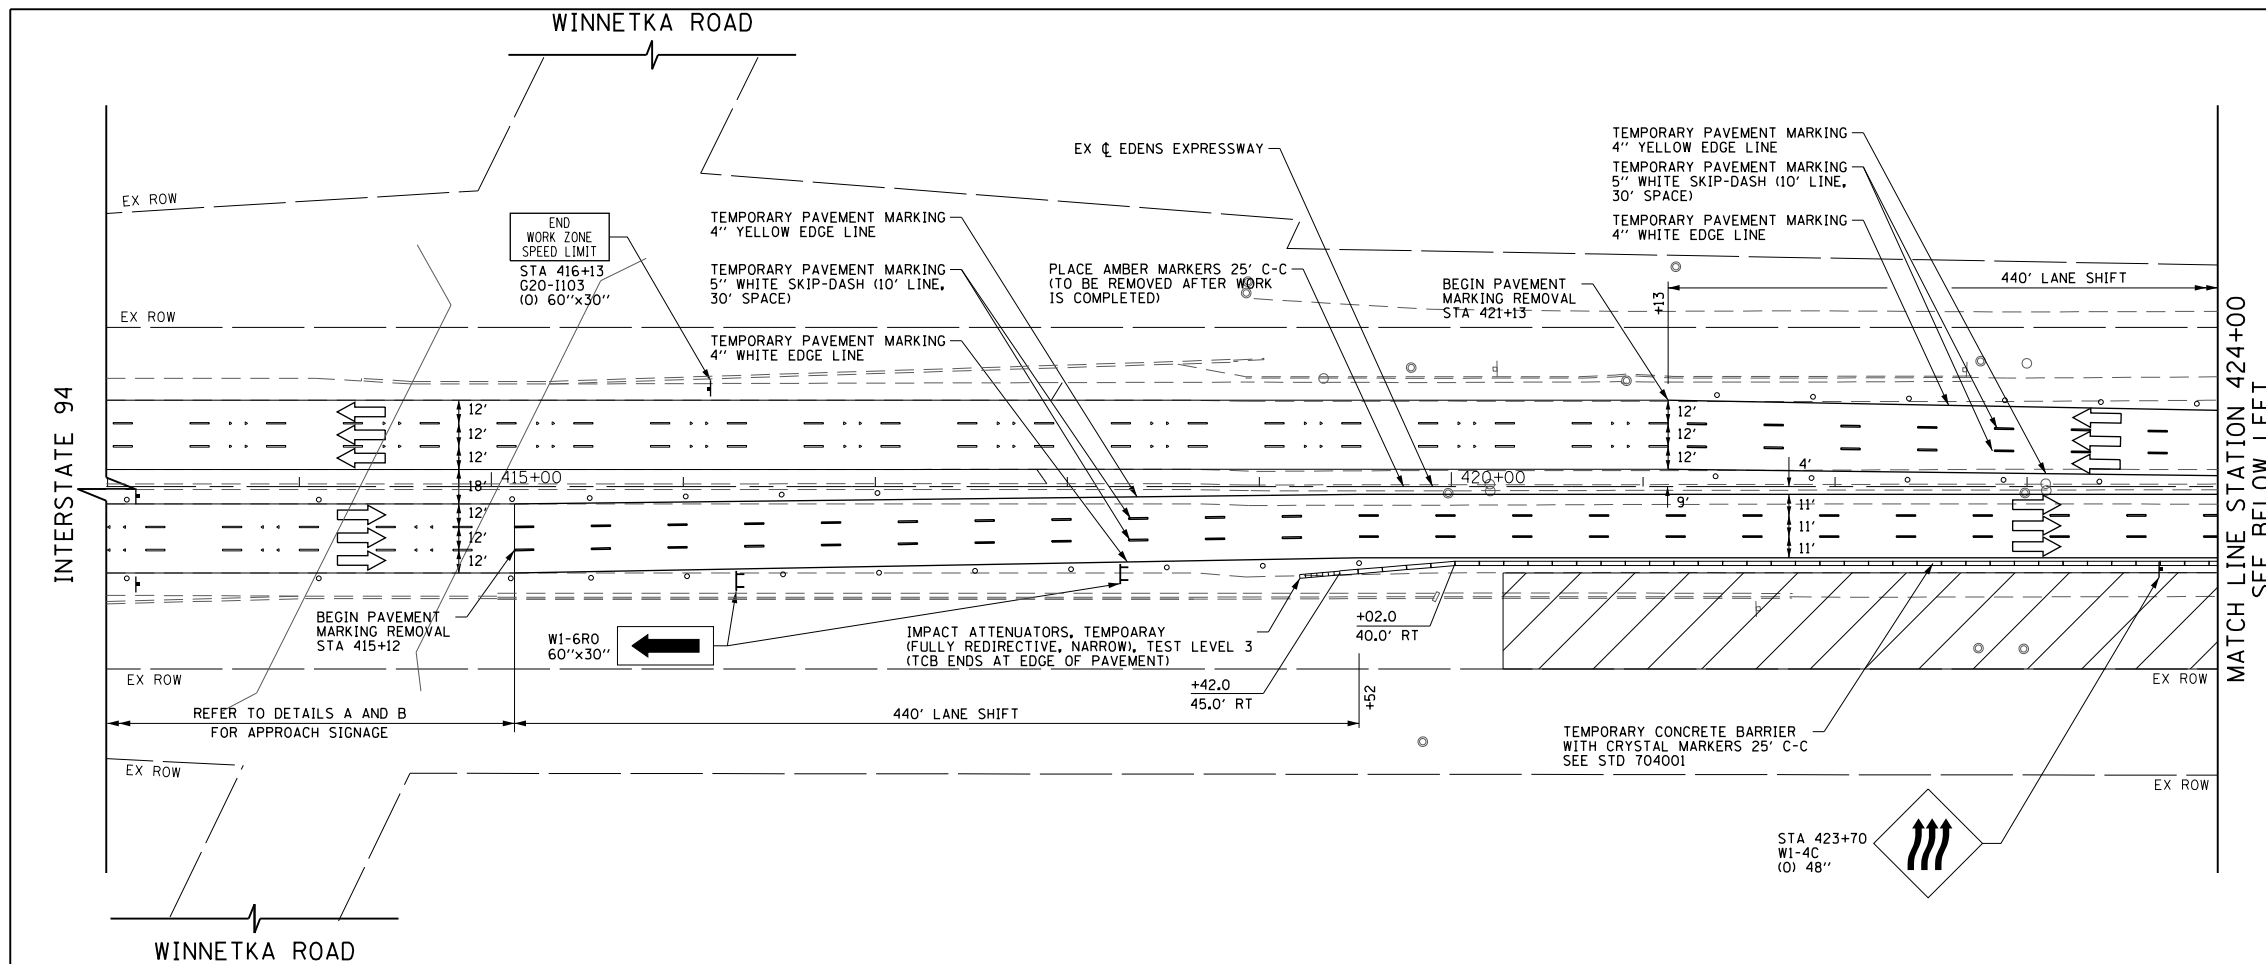 WINNETKA ROAD
TEMPORARY PAVEMENT MARKING
4" YELLOW EDGE LINE
TEMPORARY PAVEMENT MARKING
5" WHITE SKIP-DASH (10' LINE,
30' SPACE)
TEMPORARY PAVEMENT MARKING
4" WHITE EDGE LINE
EX ℄ EDENS EXPRESSWAY
EX ROW
END
WORK ZONE
SPEED LIMIT
STA 416+13
G20-I103
(O) 60"x30"
TEMPORARY PAVEMENT MARKING
4" YELLOW EDGE LINE
TEMPORARY PAVEMENT MARKING
5" WHITE SKIP-DASH (10' LINE,
30' SPACE)
TEMPORARY PAVEMENT MARKING
4" WHITE EDGE LINE
PLACE AMBER MARKERS 25' C-C
(TO BE REMOVED AFTER WORK
IS COMPLETED)
BEGIN PAVEMENT
MARKING REMOVAL
STA 421+13
+13
440' LANE SHIFT
EX ROW
INTERSTATE 94
MATCH LINE STATION 424+00
SEE BELOW LEFT
12'
12'
12'
18'
12'
12'
12'
415+00
420+00
12'
12'
12'
9'
4'
11'
11'
11'
BEGIN PAVEMENT
MARKING REMOVAL
STA 415+12
W1-6RO
60"x30"
IMPACT ATTENUATORS, TEMPOARAY
(FULLY REDIRECTIVE, NARROW), TEST LEVEL 3
(TCB ENDS AT EDGE OF PAVEMENT)
+02.0
40.0' RT
+42.0
45.0' RT
+52
EX ROW
EX ROW
REFER TO DETAILS A AND B
FOR APPROACH SIGNAGE
440' LANE SHIFT
TEMPORARY CONCRETE BARRIER
WITH CRYSTAL MARKERS 25' C-C
SEE STD 704001
EX ROW
EX ROW
STA 423+70
W1-4C
(O) 48"
WINNETKA ROAD